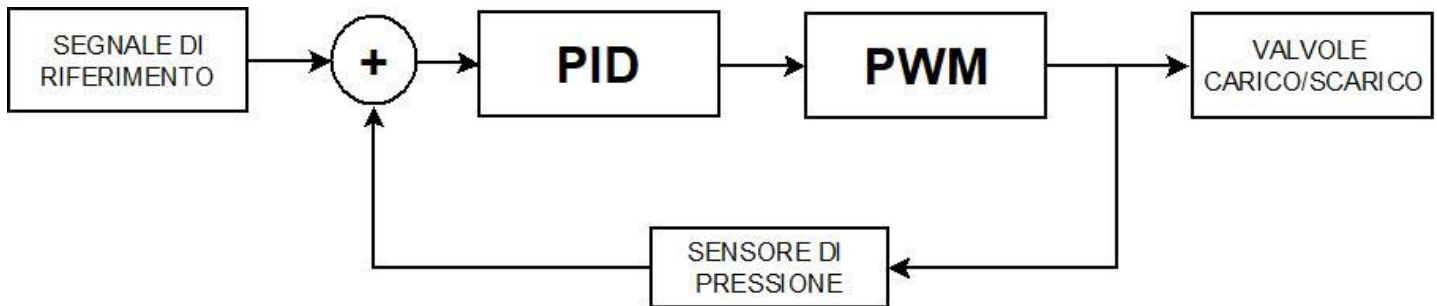 SEGNALE DI
RIFERIMENTO
+
PID
PWM
VALVOLE
CARICO/SCARICO
SENSORE DI
PRESSIONE